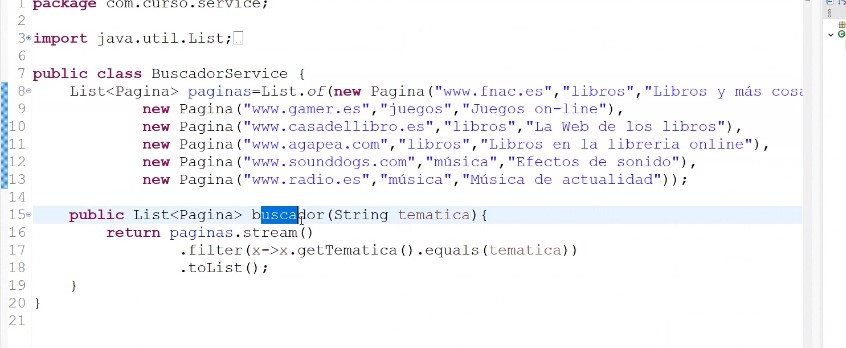 1 package com.curso.service;
2
3 import java.util.List;
6
7 public class BuscadorService {
8 List<Pagina> paginas=List.of(new Pagina("www.fnac.es","libros","Libros y más cosa
9 new Pagina("www.gamer.es","juegos","Juegos on-line"),
10 new Pagina("www.casadellibro.es","libros","La Web de los libros"),
11 new Pagina("www.agapea.com","libros","Libros en la libreria online"),
12 new Pagina("www.sounddogs.com","música","Efectos de sonido"),
13 new Pagina("www.radio.es","música","Música de actualidad"));
14
15 public List<Pagina> buscador(String tematica){
16 return paginas.stream()
17 .filter(x->x.getTematica().equals(tematica))
18 .toList();
19 }
20 }
21